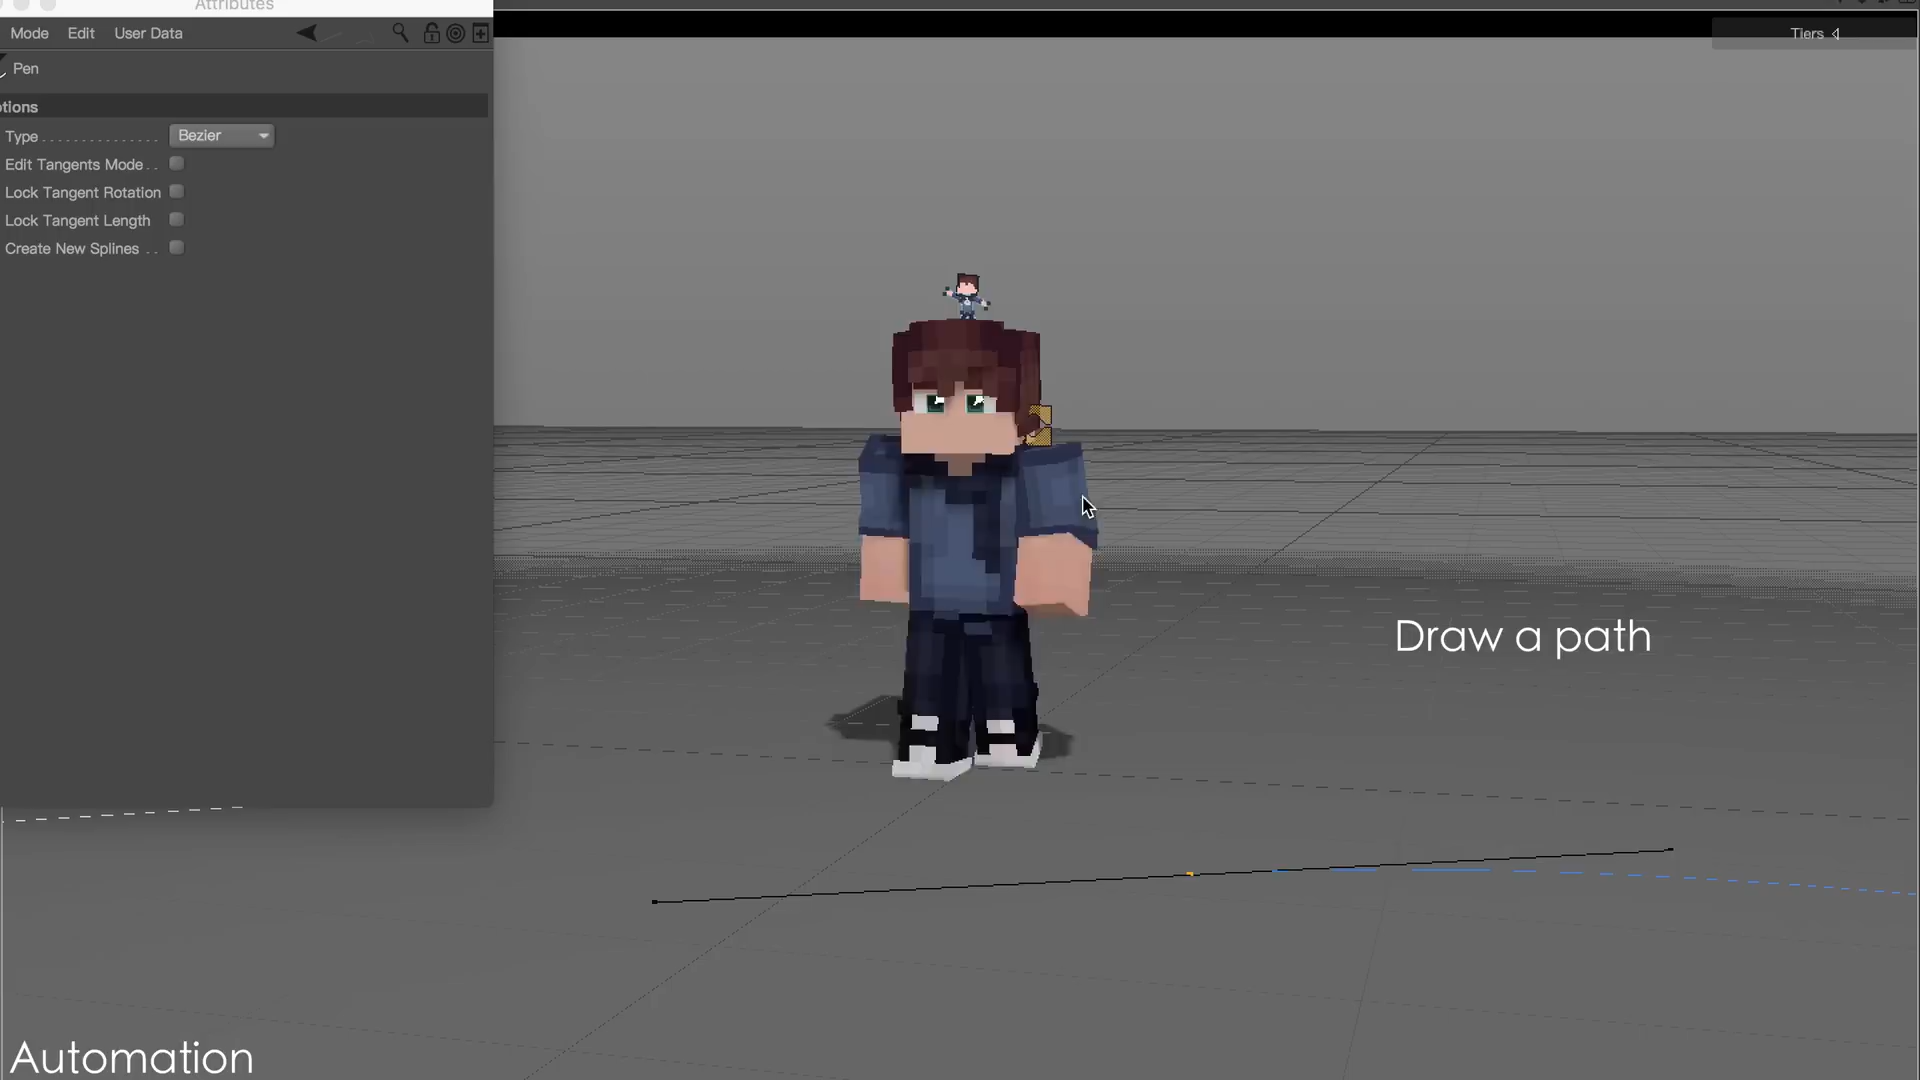 Attributes
Mode Edit User Data
Tiers
Pen
tions
Type . . . . . . . . . . . . . . . Bezier
Edit Tangents Mode . .
Lock Tangent Rotation
Lock Tangent Length
Create New Splines . .
Draw a path
Automation